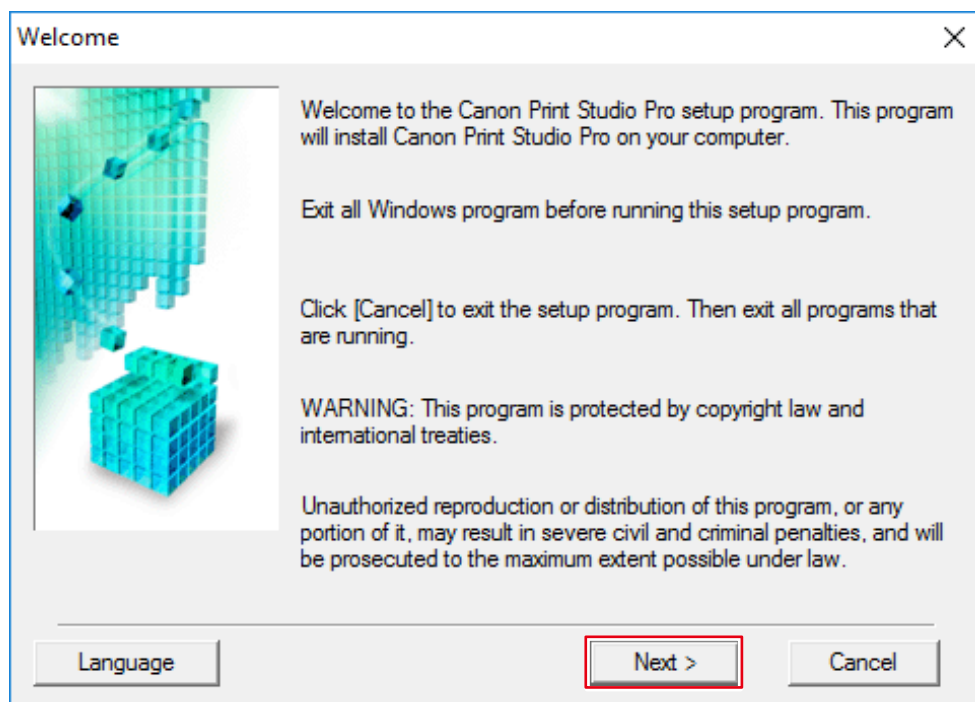 Welcome
Welcome to the Canon Print Studio Pro setup program. This program
will install Canon Print Studio Pro on your computer.
Exit all Windows program before running this setup program.
Click [Cancel] to exit the setup program. Then exit all programs that
are running.
WARNING: This program is protected by copyright law and
international treaties.
Unauthorized reproduction or distribution of this program, or any
portion of it, may result in severe civil and criminal penalties, and will
be prosecuted to the maximum extent possible under law.
Language Next > Cancel